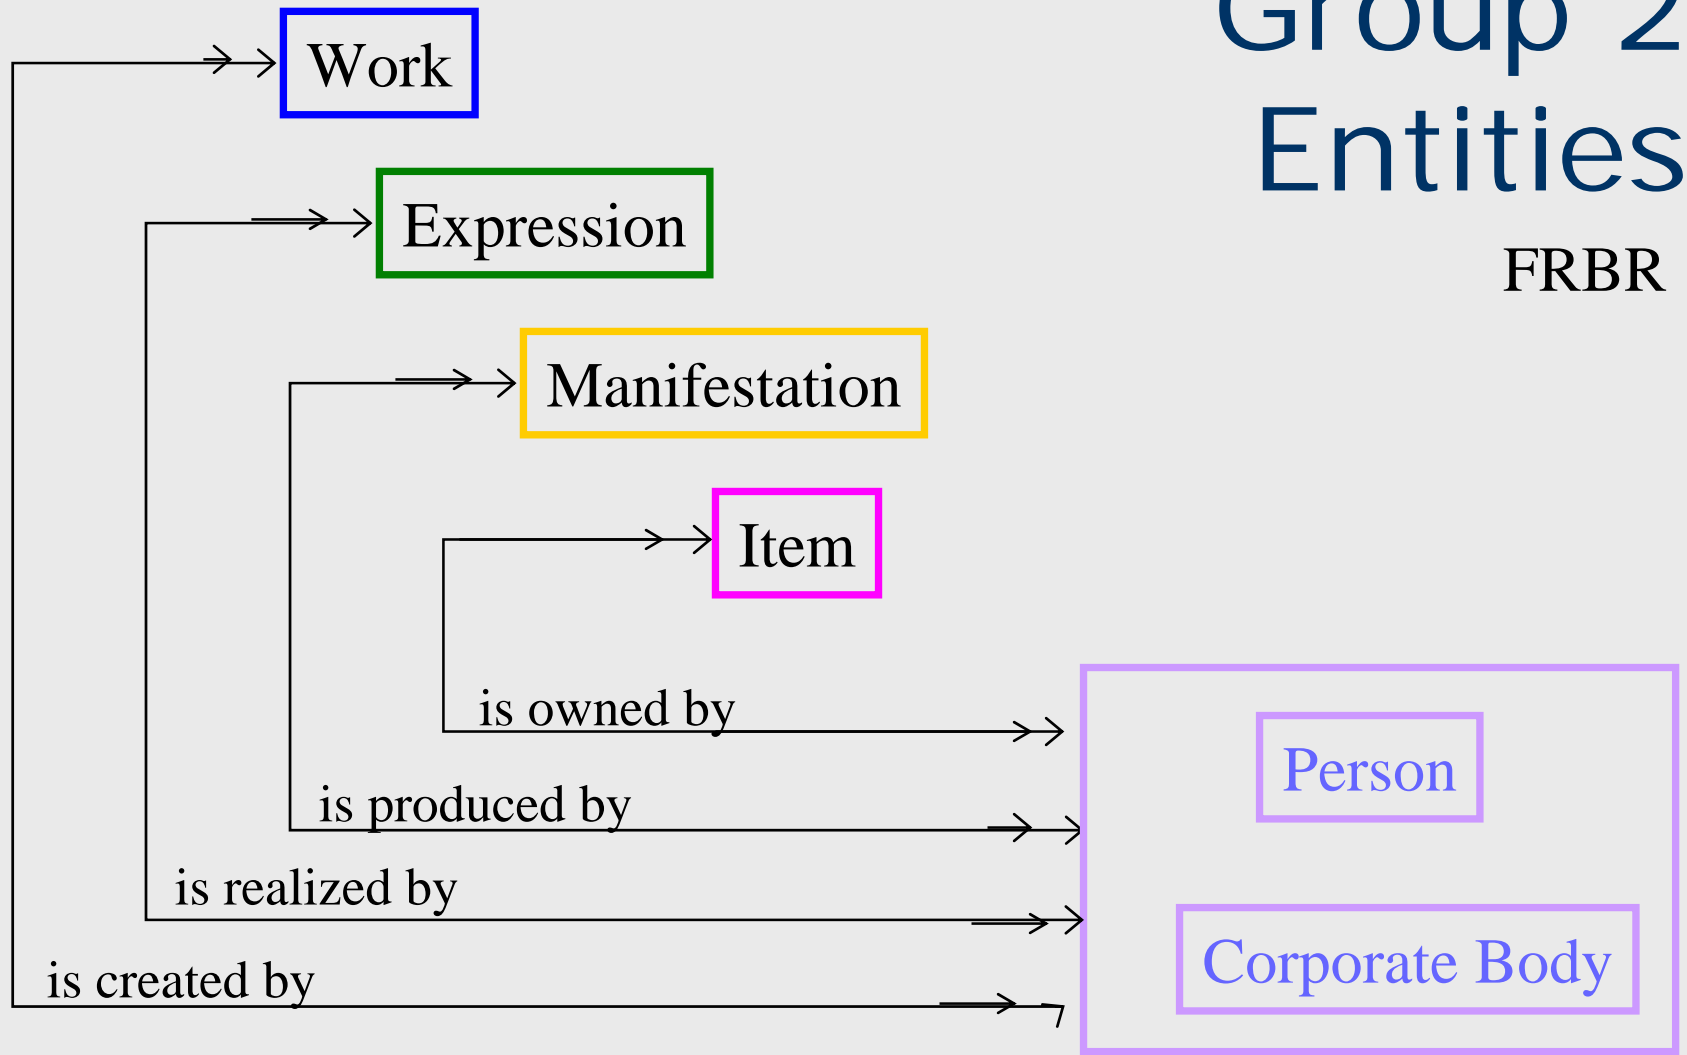 Group 2
Entities
FRBR
Work
Expression
Manifestation
Item
is owned by
Person
is produced by
is realized by
Corporate Body
is created by